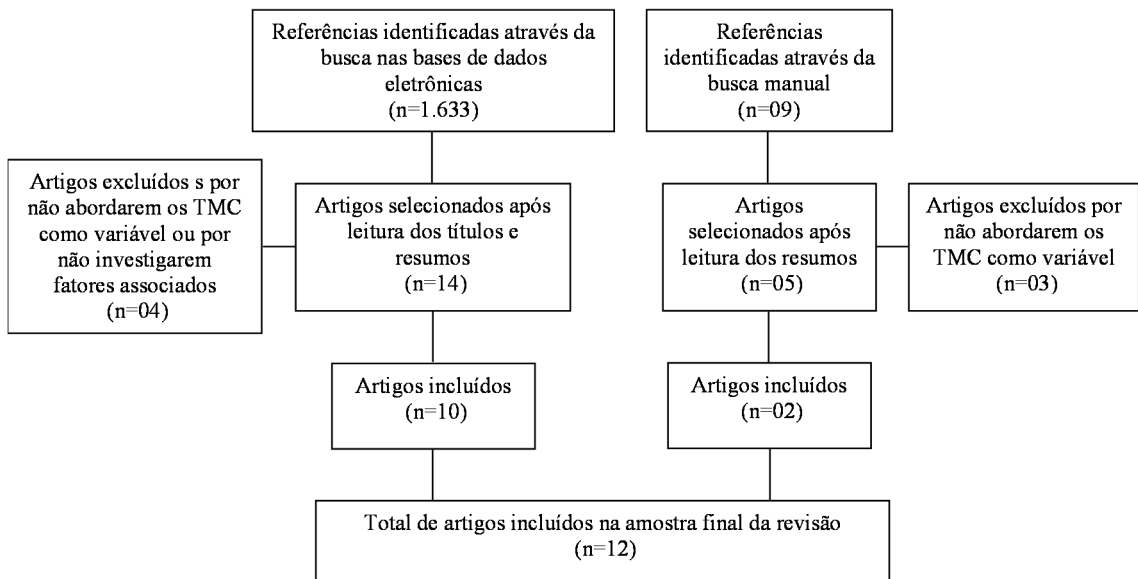 Referências identificadas através da
busca nas bases de dados
eletrônicas
(n=1.633)
Referências
identificadas através da
busca manual
(n=09)
Artigos excluídos s por
não abordarem os TMC
como variável ou por
não investigarem
fatores associados
(n=04)
Artigos selecionados após
leitura dos títulos e
resumos
(n=14)
Artigos
selecionados após
leitura dos resumos
(n=05)
Artigos excluídos por
não abordarem os
TMC como variável
(n=03)
Artigos incluídos
(n=10)
Artigos incluídos
(n=02)
Total de artigos incluídos na amostra final da revisão
(n=12)